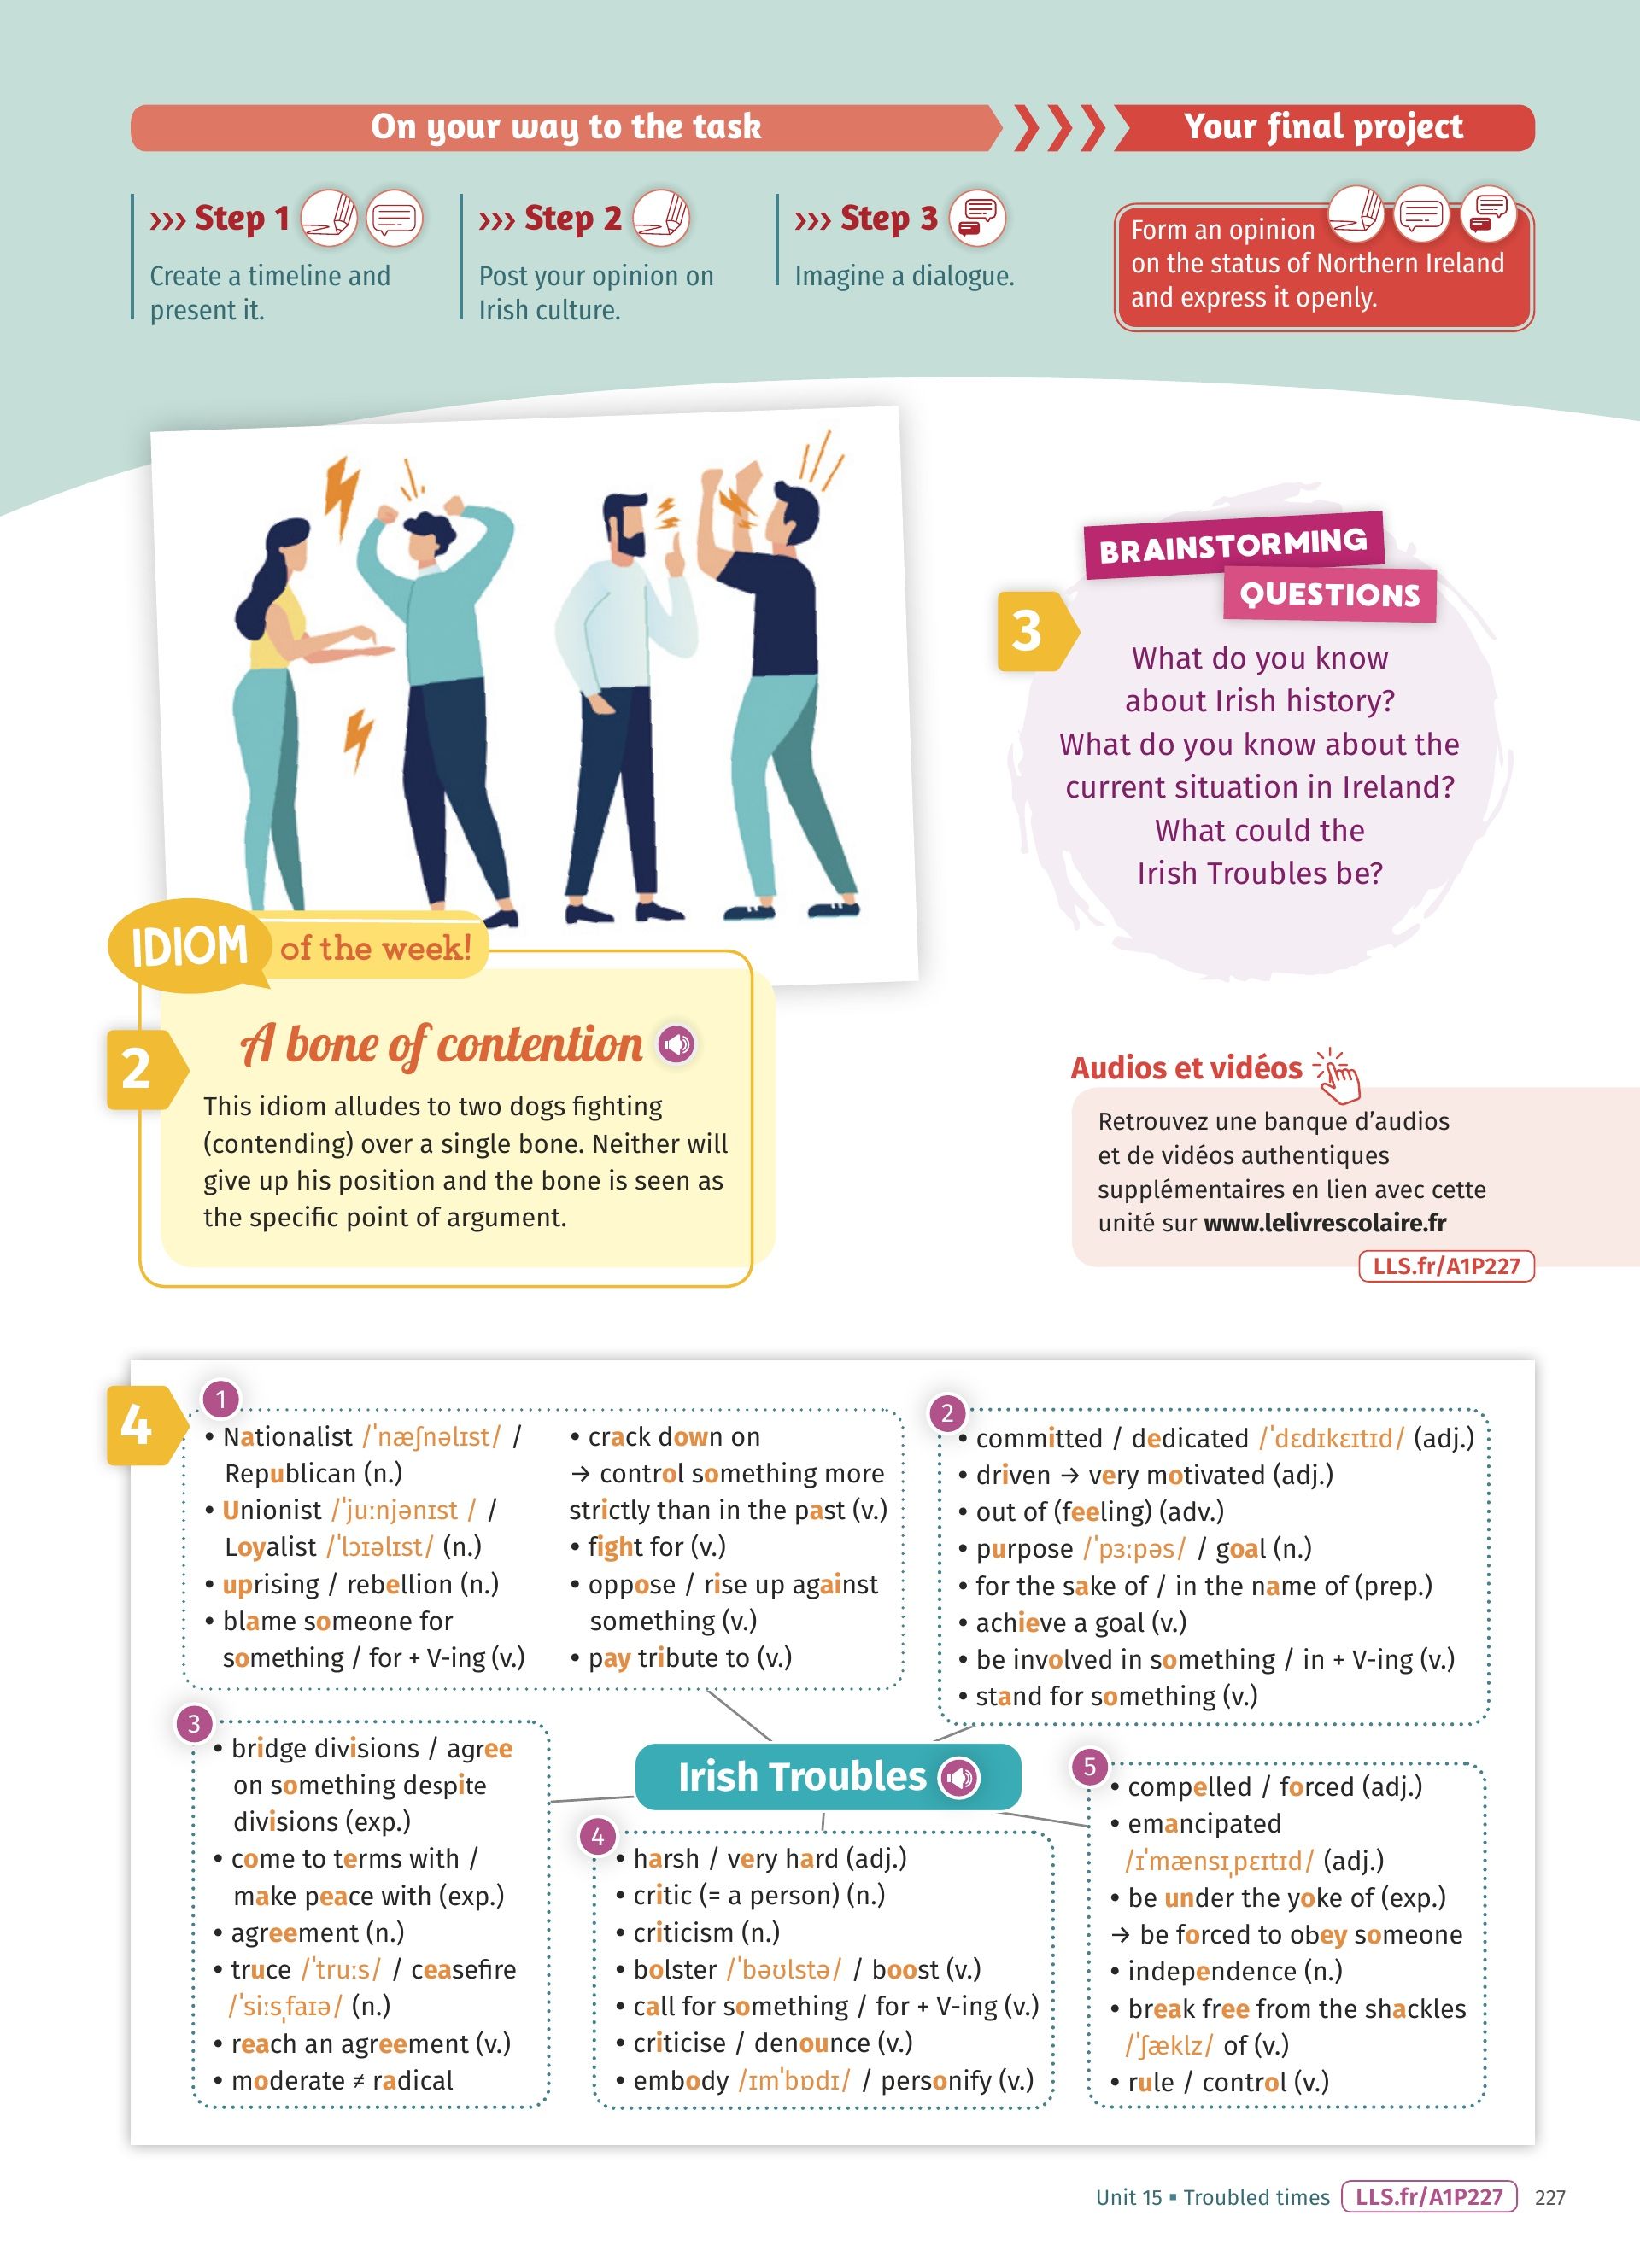 On your way to the task
Your final project
››› Step 1
Create a timeline and
present it.
››› Step 2
Post your opinion on
Irish culture.
››› Step 3
Imagine a dialogue.
Form an opinion
on the status of Northern Ireland
and express it openly.
BRAINSTORMING
QUESTIONS
3
What do you know
about Irish history?
What do you know about the
current situation in Ireland?
What could the
Irish Troubles be?
IDIOM of the week!
2
A bone of contention
This idiom alludes to two dogs fighting
(contending) over a single bone. Neither will
give up his position and the bone is seen as
the specific point of argument.
Audios et vidéos
Retrouvez une banque d’audios
et de vidéos authentiques
supplémentaires en lien avec cette
unité sur www.lelivrescolaire.fr
LLS.fr/A1P227
4
1
• Nationalist /ˈnæʃnəlɪst/ /
Republican (n.)
• Unionist /ˈjuːnjənɪst / /
Loyalist /ˈlɔɪəlɪst/ (n.)
• uprising / rebellion (n.)
• blame someone for
something / for + V-ing (v.)
• crack down on
→ control something more
strictly than in the past (v.)
• fight for (v.)
• oppose / rise up against
something (v.)
• pay tribute to (v.)
2
• committed / dedicated /ˈdɛdɪkɛɪtɪd/ (adj.)
• driven → very motivated (adj.)
• out of (feeling) (adv.)
• purpose /ˈpɜːpəs/ / goal (n.)
• for the sake of / in the name of (prep.)
• achieve a goal (v.)
• be involved in something / in + V-ing (v.)
• stand for something (v.)
Irish Troubles
3
• bridge divisions / agree
on something despite
divisions (exp.)
• come to terms with /
make peace with (exp.)
• agreement (n.)
• truce /ˈtruːs/ / ceasefire
/ˈsiːsˌfaɪə/ (n.)
• reach an agreement (v.)
• moderate ≠ radical
4
• harsh / very hard (adj.)
• critic (= a person) (n.)
• criticism (n.)
• bolster /ˈbəʊlstə/ / boost (v.)
• call for something / for + V-ing (v.)
• criticise / denounce (v.)
• embody /ɪmˈbɒdɪ/ / personify (v.)
5
• compelled / forced (adj.)
• emancipated
/ɪˈmænsɪˌpɛɪtɪd/ (adj.)
• be under the yoke of (exp.)
→ be forced to obey someone
• independence (n.)
• break free from the shackles
/ˈʃæklz/ of (v.)
• rule / control (v.)
Unit 15 ▪ Troubled times LLS.fr/A1P227 227